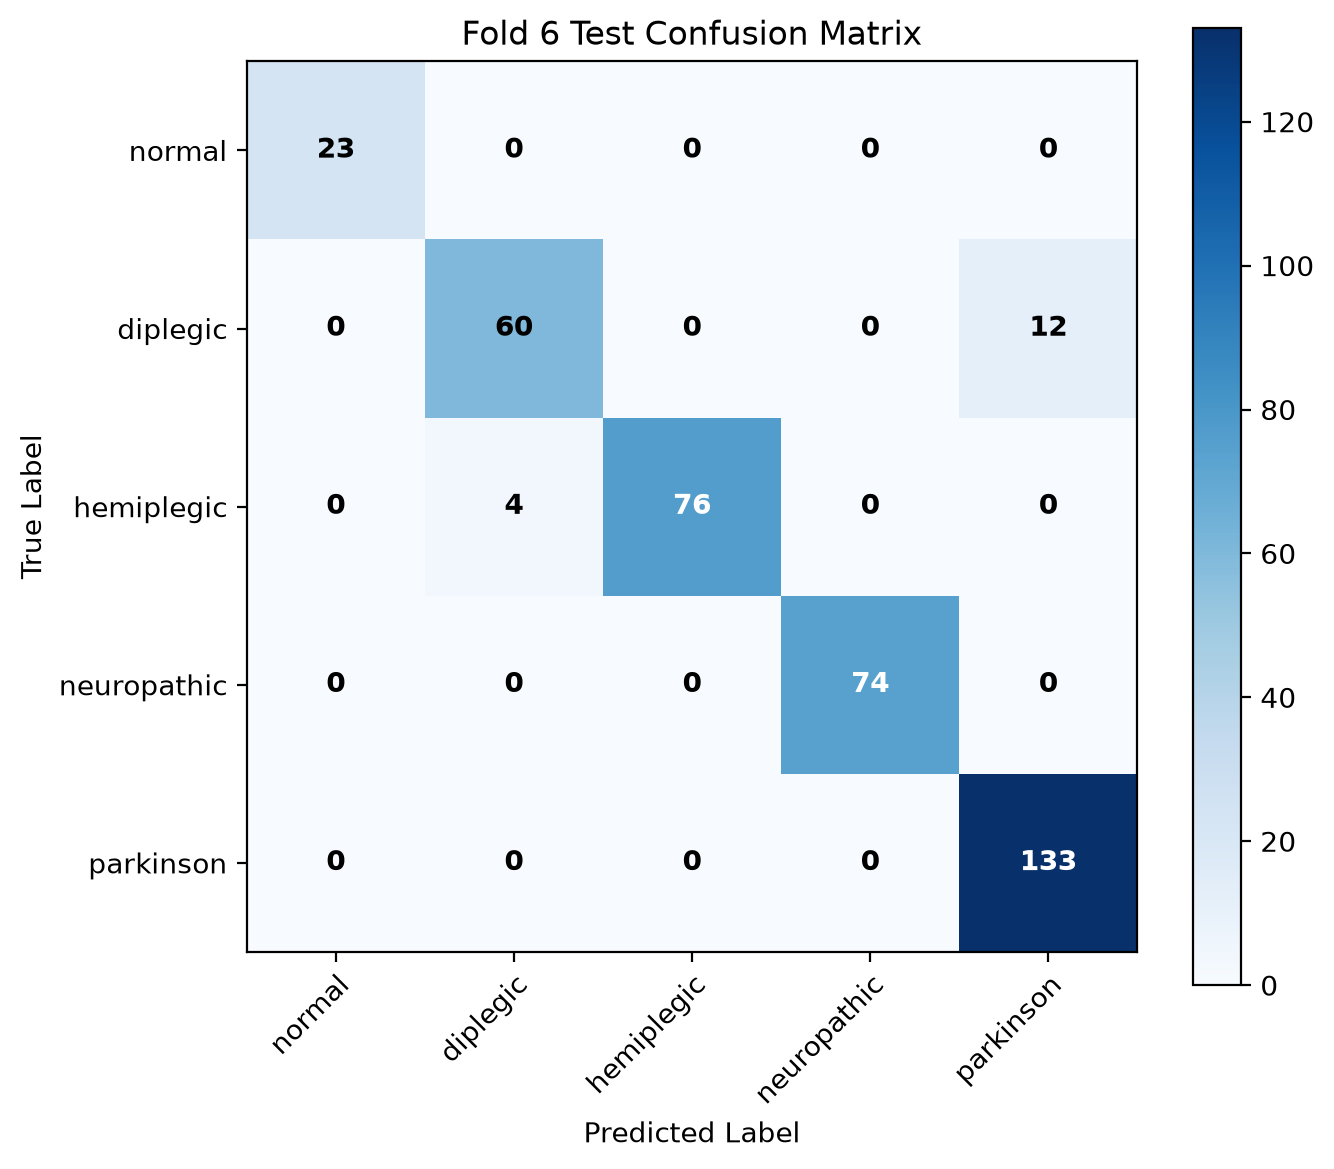 Fold 6 Test Confusion Matrix
True Label
normal 23 0 0 0 0
diplegic 0 60 0 0 12
hemiplegic 0 4 76 0 0
neuropathic 0 0 0 74 0
parkinson 0 0 0 0 133
normal diplegic hemiplegic neuropathic parkinson
Predicted Label
120
100
80
60
40
20
0